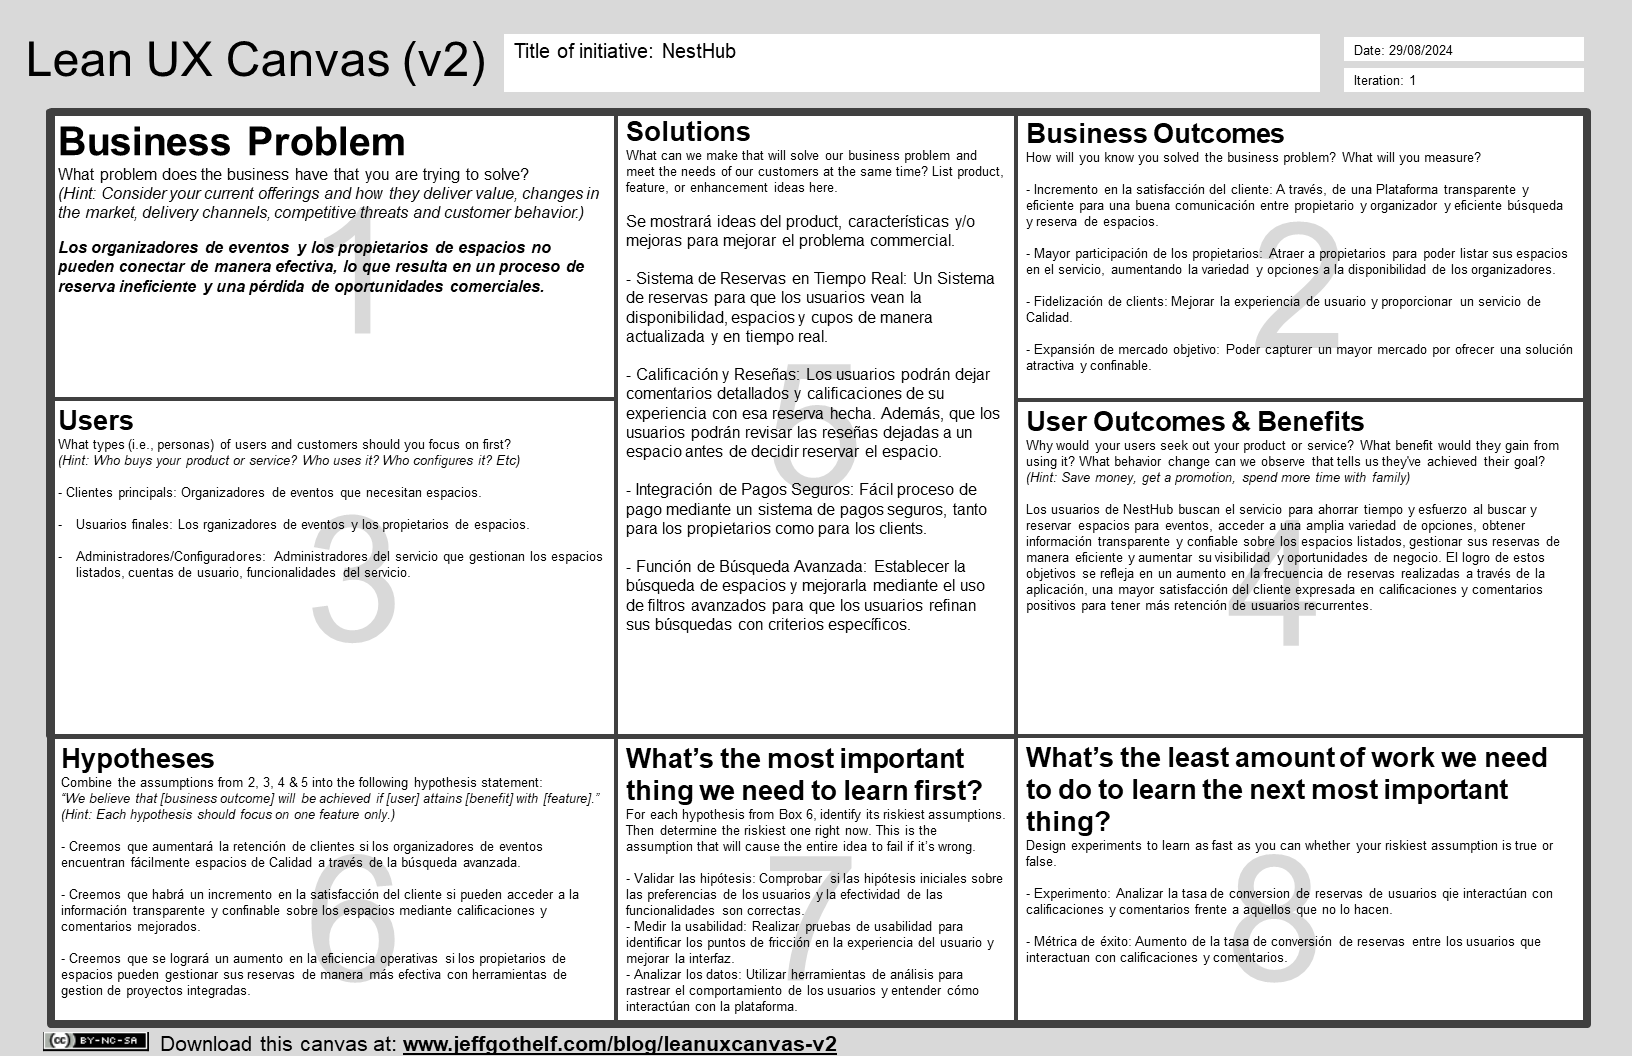 Lean UX Canvas (v2)
Title of initiative: NestHub
Date: 29/08/2024
Iteration: 1
Business Problem
What problem does the business have that you are trying to solve?
(Hint: Consider your current offerings and how they deliver value, changes in
the market, delivery channels, competitive threats and customer behavior.)
Los organizadores de eventos y los propietarios de espacios no
pueden conectar de manera efectiva, lo que resulta en un proceso de
reserva ineficiente y una pérdida de oportunidades comerciales.
1
Solutions
What can we make that will solve our business problem and
meet the needs of our customers at the same time? List product,
feature, or enhancement ideas here.
Se mostrará ideas del product, características y/o
mejoras para mejorar el problema commercial.
- Sistema de Reservas en Tiempo Real: Un Sistema
de reservas para que los usuarios vean la
disponibilidad, espacios y cupos de manera
actualizada y en tiempo real.
- Calificación y Reseñas: Los usuarios podrán dejar
comentarios detallados y calificaciones de su
experiencia con esa reserva hecha. Además, que los
usuarios podrán revisar las reseñas dejadas a un
espacio antes de decidir reservar el espacio.
- Integración de Pagos Seguros: Fácil proceso de
pago mediante un sistema de pagos seguros, tanto
para los propietarios como para los clients.
- Función de Búsqueda Avanzada: Establecer la
búsqueda de espacios y mejorarla mediante el uso
de filtros avanzados para que los usuarios refinan
sus búsquedas con criterios específicos.
5
Business Outcomes
How will you know you solved the business problem? What will you measure?
- Incremento en la satisfacción del cliente: A través, de una Plataforma transparente y
eficiente para una buena comunicación entre propietario y organizador y eficiente búsqueda
y reserva de espacios.
- Mayor participación de los propietarios: Atraer a propietarios para poder listar sus espacios
en el servicio, aumentando la variedad y opciones a la disponibilidad de los organizadores.
- Fidelización de clients: Mejorar la experiencia de usuario y proporcionar un servicio de
Calidad.
- Expansión de mercado objetivo: Poder capturer un mayor mercado por ofrecer una solución
atractiva y confinable.
2
Users
What types (i.e., personas) of users and customers should you focus on first?
(Hint: Who buys your product or service? Who uses it? Who configures it? Etc)
- Clientes principals: Organizadores de eventos que necesitan espacios.
- Usuarios finales: Los rganizadores de eventos y los propietarios de espacios.
- Administradores/Configuradores: Administradores del servicio que gestionan los espacios
listados, cuentas de usuario, funcionalidades del servicio.
3
User Outcomes & Benefits
Why would your users seek out your product or service? What benefit would they gain from
using it? What behavior change can we observe that tells us they've achieved their goal?
(Hint: Save money, get a promotion, spend more time with family)
Los usuarios de NestHub buscan el servicio para ahorrar tiempo y esfuerzo al buscar y
reservar espacios para eventos, acceder a una amplia variedad de opciones, obtener
información transparente y confiable sobre los espacios listados, gestionar sus reservas de
manera eficiente y aumentar su visibilidad y oportunidades de negocio. El logro de estos
objetivos se refleja en un aumento en la frecuencia de reservas realizadas a través de la
aplicación, una mayor satisfacción del cliente expresada en calificaciones y comentarios
positivos para tener más retención de usuarios recurrentes.
4
Hypotheses
Combine the assumptions from 2, 3, 4 & 5 into the following hypothesis statement:
“We believe that [business outcome] will be achieved if [user] attains [benefit] with [feature].”
(Hint: Each hypothesis should focus on one feature only.)
- Creemos que aumentará la retención de clientes si los organizadores de eventos
encuentran fácilmente espacios de Calidad a través de la búsqueda avanzada.
- Creemos que habrá un incremento en la satisfacción del cliente si pueden acceder a la
información transparente y confinable sobre los espacios mediante calificaciones y
comentarios mejorados.
- Creemos que se logrará un aumento en la eficiencia operativas si los propietarios de
espacios pueden gestionar sus reservas de manera más efectiva con herramientas de
gestion de proyectos integradas.
6
What’s the most important
thing we need to learn first?
For each hypothesis from Box 6, identify its riskiest assumptions.
Then determine the riskiest one right now. This is the
assumption that will cause the entire idea to fail if it’s wrong.
- Validar las hipótesis: Comprobar si las hipótesis iniciales sobre
las preferencias de los usuarios y la efectividad de las
funcionalidades son correctas.
- Medir la usabilidad: Realizar pruebas de usabilidad para
identificar los puntos de fricción en la experiencia del usuario y
mejorar la interfaz.
- Analizar los datos: Utilizar herramientas de análisis para
rastrear el comportamiento de los usuarios y entender cómo
interactúan con la plataforma.
7
What’s the least amount of work we need
to do to learn the next most important
thing?
Design experiments to learn as fast as you can whether your riskiest assumption is true or
false.
- Experimento: Analizar la tasa de conversion de reservas de usuarios qie interactúan con
calificaciones y comentarios frente a aquellos que no lo hacen.
- Métrica de éxito: Aumento de la tasa de conversión de reservas entre los usuarios que
interactuan con calificaciones y comentarios.
8
cc BY-NC-SA
Download this canvas at: www.jeffgothelf.com/blog/leanuxcanvas-v2